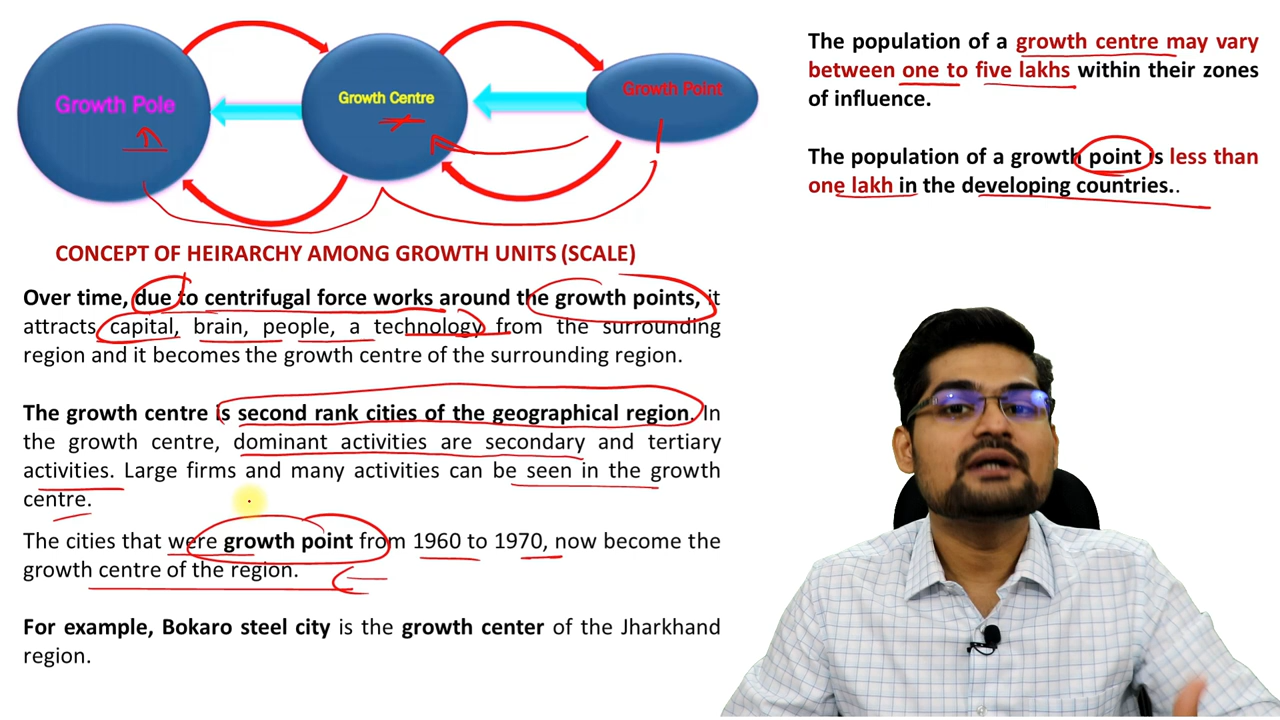 Growth Pole
Growth Centre
Growth Point
The population of a growth centre may vary
between one to five lakhs within their zones
of influence.
The population of a growth point is less than
one lakh in the developing countries..
CONCEPT OF HEIRARCHY AMONG GROWTH UNITS (SCALE)
Over time, due to centrifugal force works around the growth points, it
attracts capital, brain, people, a technology from the surrounding
region and it becomes the growth centre of the surrounding region.
The growth centre is second rank cities of the geographical region. In
the growth centre, dominant activities are secondary and tertiary
activities. Large firms and many activities can be seen in the growth
centre.
The cities that were growth point from 1960 to 1970, now become the
growth centre of the region.
For example, Bokaro steel city is the growth center of the Jharkhand
region.